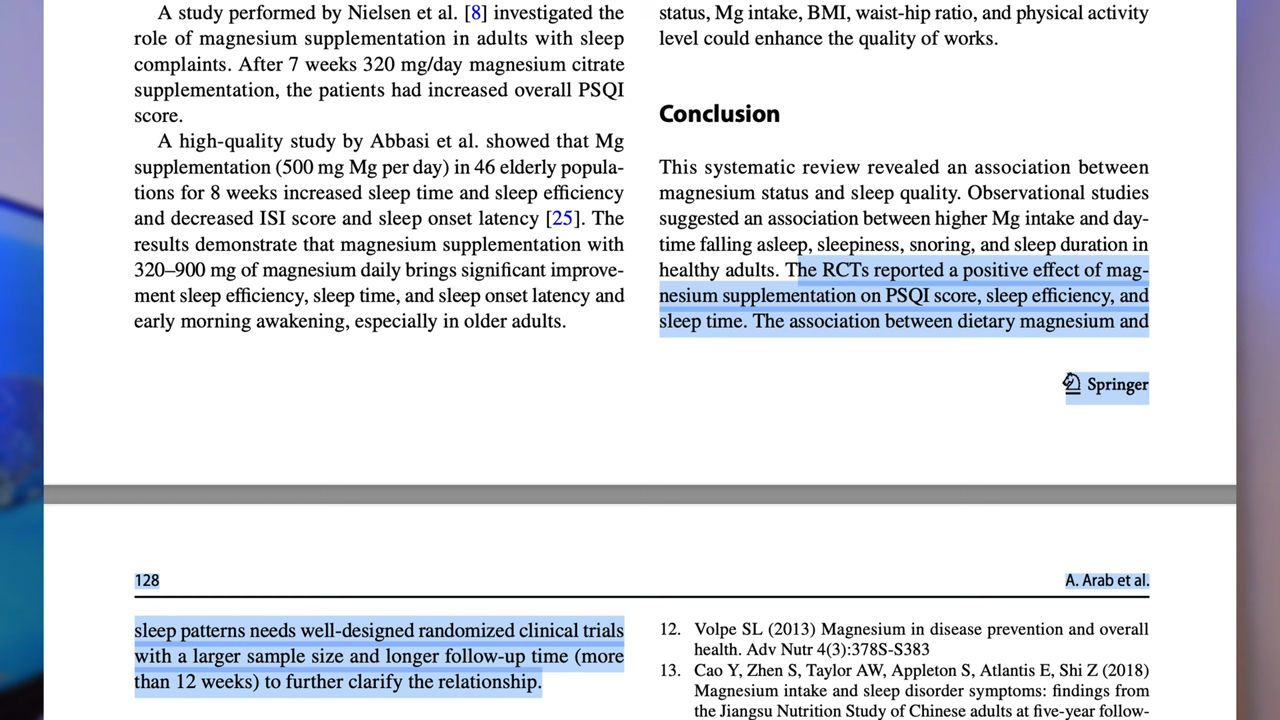 A study performed by Nielsen et al. [8] investigated the
role of magnesium supplementation in adults with sleep
complaints. After 7 weeks 320 mg/day magnesium citrate
supplementation, the patients had increased overall PSQI
score.
A high-quality study by Abbasi et al. showed that Mg
supplementation (500 mg Mg per day) in 46 elderly popula-
tions for 8 weeks increased sleep time and sleep efficiency
and decreased ISI score and sleep onset latency [25]. The
results demonstrate that magnesium supplementation with
320–900 mg of magnesium daily brings significant improve-
ment sleep efficiency, sleep time, and sleep onset latency and
early morning awakening, especially in older adults.
status, Mg intake, BMI, waist-hip ratio, and physical activity
level could enhance the quality of works.
Conclusion
This systematic review revealed an association between
magnesium status and sleep quality. Observational studies
suggested an association between higher Mg intake and day-
time falling asleep, sleepiness, snoring, and sleep duration in
healthy adults. The RCTs reported a positive effect of mag-
nesium supplementation on PSQI score, sleep efficiency, and
sleep time. The association between dietary magnesium and
Springer
128
A. Arab et al.
sleep patterns needs well-designed randomized clinical trials
with a larger sample size and longer follow-up time (more
than 12 weeks) to further clarify the relationship.
12. Volpe SL (2013) Magnesium in disease prevention and overall
health. Adv Nutr 4(3):378S-S383
13. Cao Y, Zhen S, Taylor AW, Appleton S, Atlantis E, Shi Z (2018)
Magnesium intake and sleep disorder symptoms: findings from
the Jiangsu Nutrition Study of Chinese adults at five-year follow-